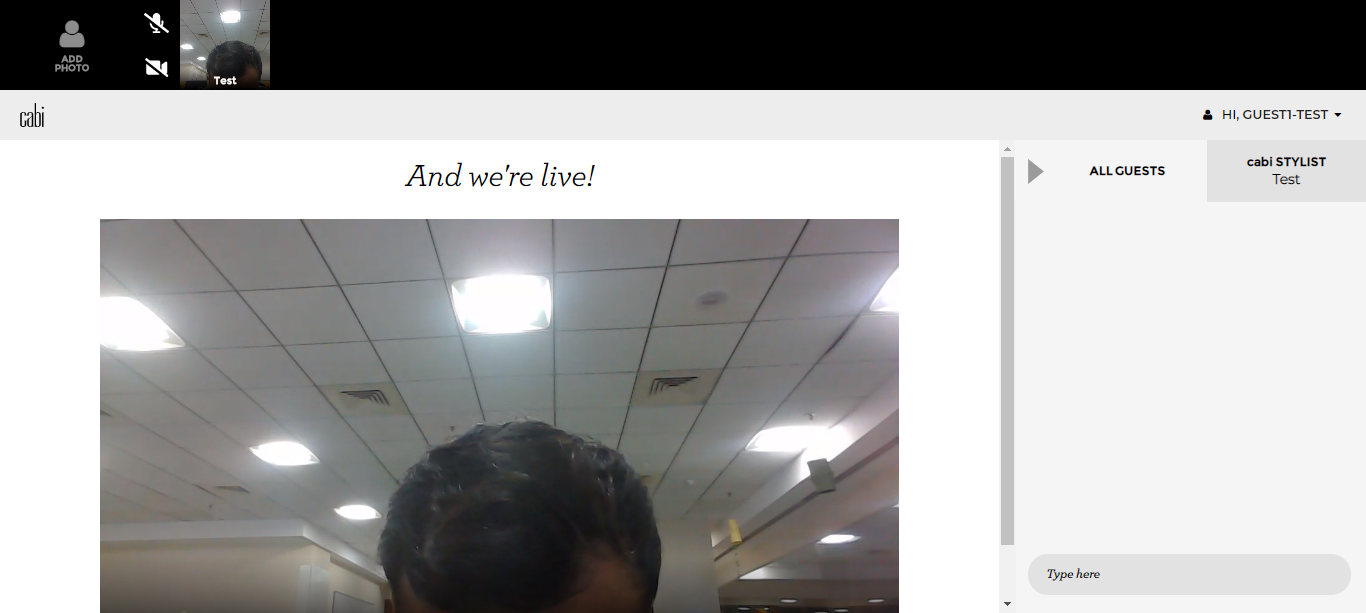 ADD
PHOTO
Test
cabi
HI, GUEST1-TEST
And we're live!
ALL GUESTS
cabi STYLIST
Test
Type here